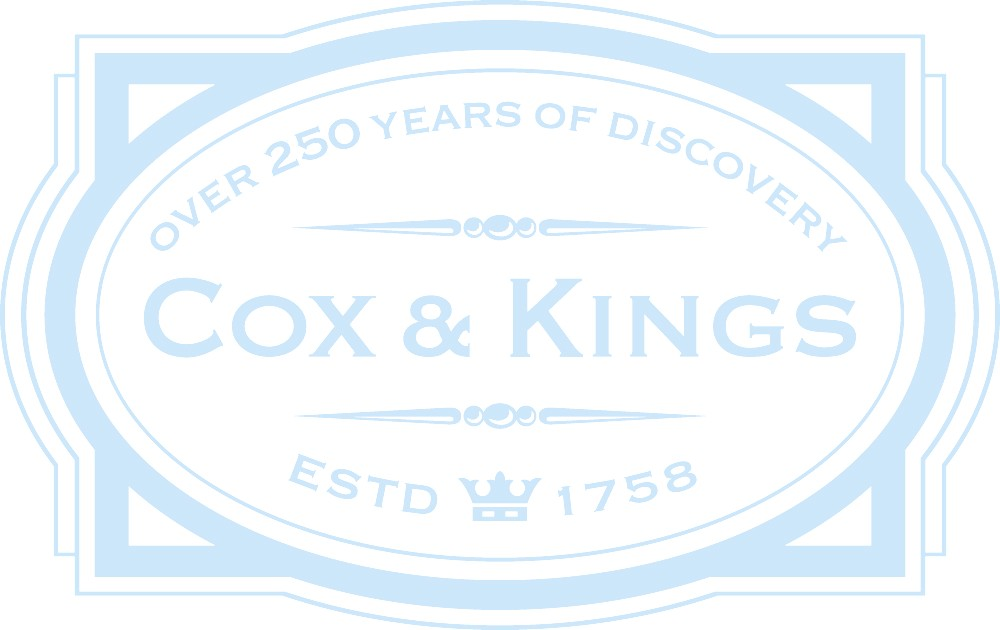 OVER 250 YEARS OF DISCOVERY
COX & KINGS
ESTD 1758